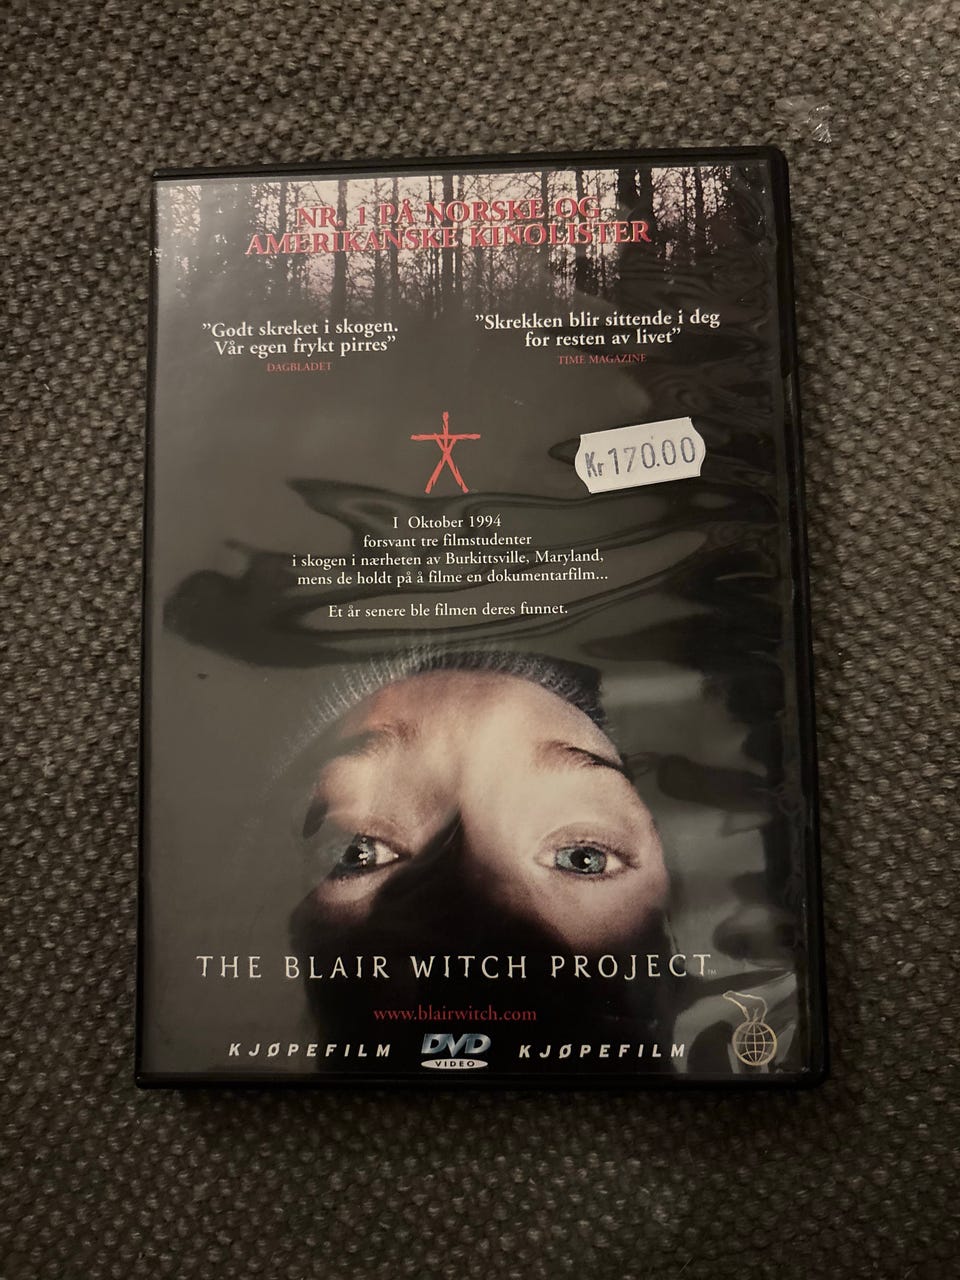 NR. 1 PÅ NORSKE OG
AMERIKANSKE KINOLISTER
"Godt skreket i skogen.
Vår egen frykt pirres"
DAGBLADET
"Skrekken blir sittende i deg
for resten av livet"
TIME MAGAZINE
Kr 170.00
I Oktober 1994
forsvant tre filmstudenter
i skogen i nærheten av Burkittsville, Maryland,
mens de holdt på å filme en dokumentarfilm...
Et år senere ble filmen deres funnet.
THE BLAIR WITCH PROJECT™
www.blairwitch.com
KJØPEFILM DVD VIDEO KJØPEFILM